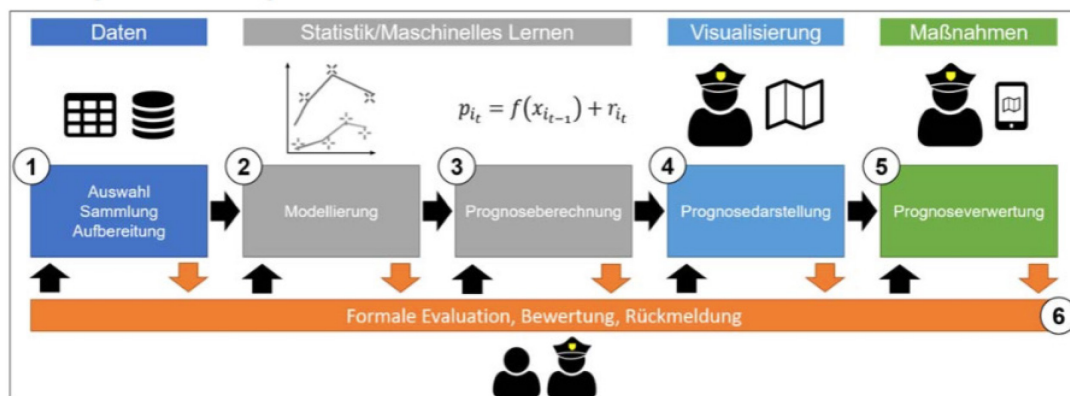 Daten
Statistik/Maschinelles Lernen
Visualisierung
Maßnahmen
p_{i_t} = f(x_{i_{t-1}}) + r_{i_t}
1
2
3
4
5
Auswahl
Sammlung
Aufbereitung
Modellierung
Prognoseberechnung
Prognosedarstellung
Prognoseverwertung
Formale Evaluation, Bewertung, Rückmeldung
6